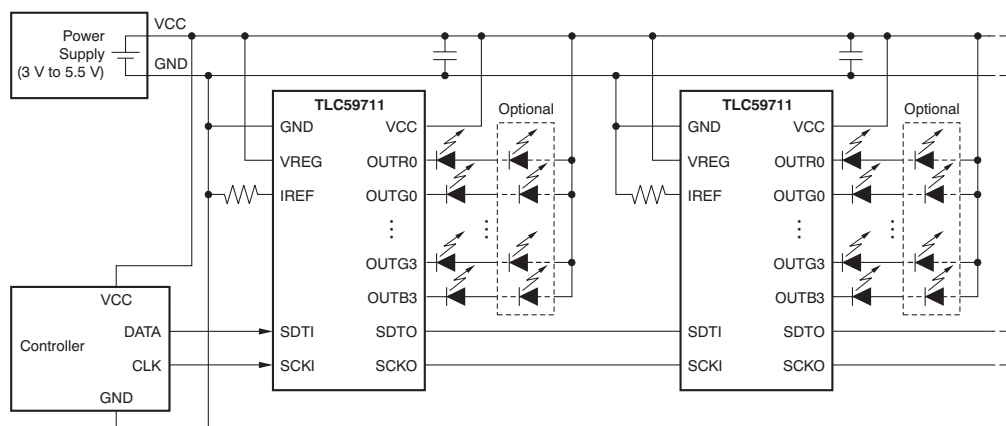 VCC
Power
Supply
(3 V to 5.5 V)
GND
TLC59711
GND
VCC
VREG
OUTR0
IREF
OUTG0
OUTG3
OUTB3
SDTI
SDTO
SCKI
SCKO
Optional
TLC59711
GND
VCC
VREG
OUTR0
IREF
OUTG0
OUTG3
OUTB3
SDTI
SDTO
SCKI
SCKO
Optional
VCC
DATA
Controller
CLK
GND